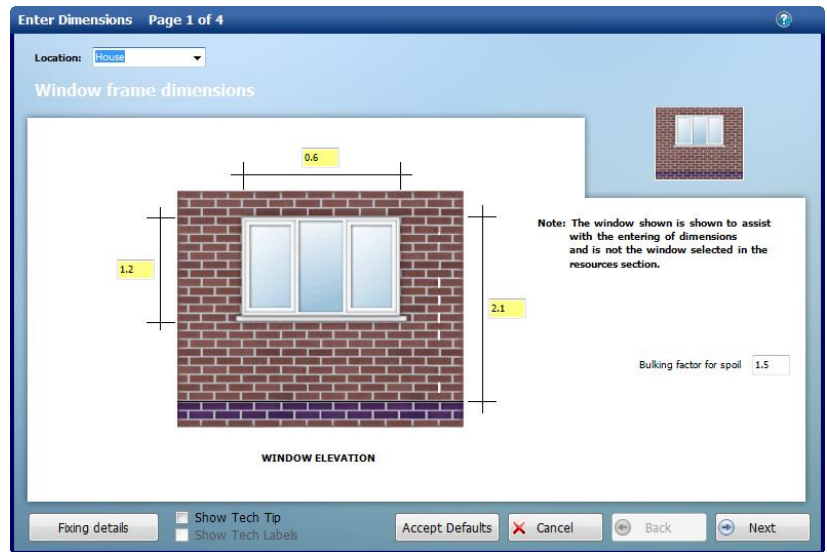 Enter Dimensions Page 1 of 4
?
Location: House
Window frame dimensions
0.6
1.2
2.1
Note: The window shown is shown to assist
with the entering of dimensions
and is not the window selected in the
resources section.
Bulking factor for spoil 1.5
WINDOW ELEVATION
Fixing details
Show Tech Tip
Show Tech Labels
Accept Defaults
Cancel
Back
Next